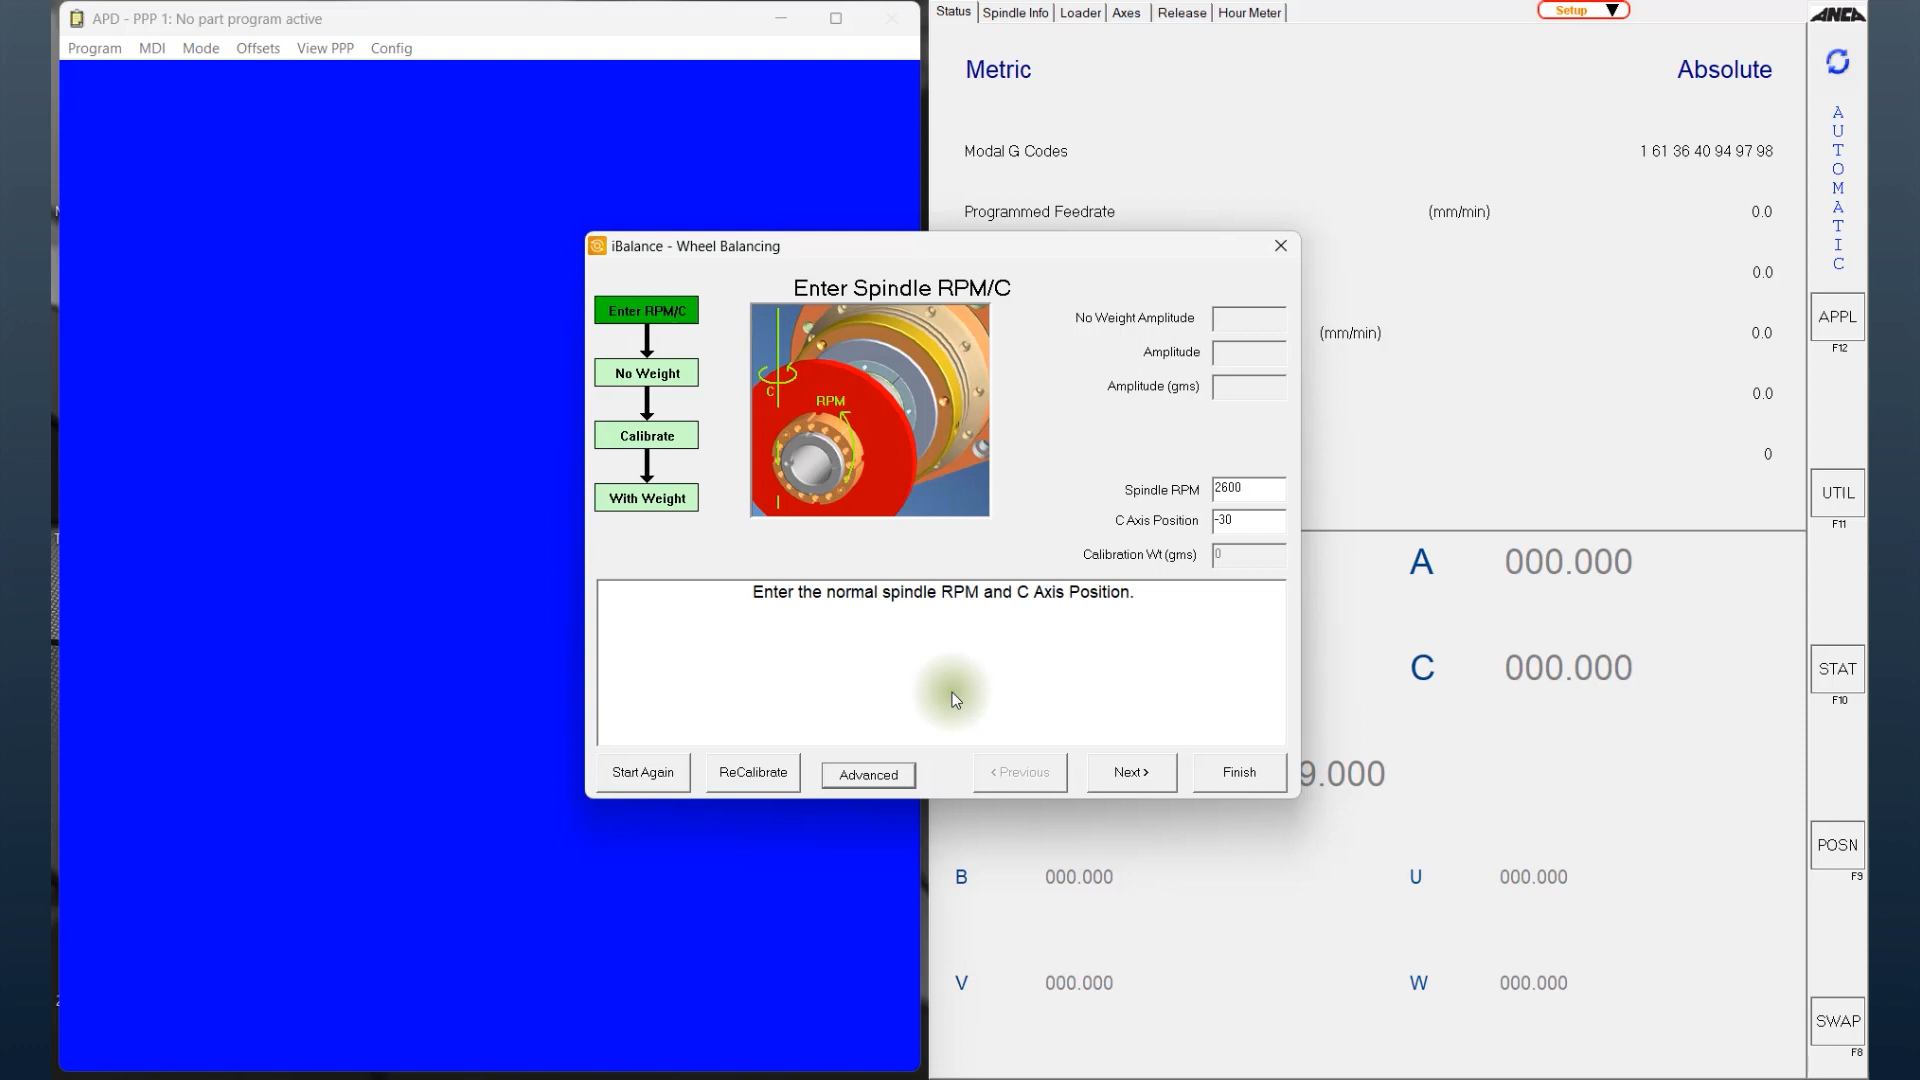 APD - PPP 1: No part program active
Program MDI Mode Offsets View PPP Config
Status Spindle Info Loader Axes Release Hour Meter
Setup
ANCA
Metric Absolute
AUTOMATIC
Modal G Codes 1 61 36 40 94 97 98
Programmed Feedrate (mm/min) 0.0
0.0
(mm/min) 0.0
0.0
0
APPL
F12
UTIL
F11
STAT
F10
POSN
F9
SWAP
F8
iBalance - Wheel Balancing
Enter Spindle RPM/C
Enter RPM/C
No Weight
Calibrate
With Weight
C
RPM
No Weight Amplitude
Amplitude
Amplitude (gms)
Spindle RPM 2600
C Axis Position -30
Calibration Wt (gms) 0
Enter the normal spindle RPM and C Axis Position.
Start Again ReCalibrate Advanced < Previous Next > Finish
A 000.000
C 000.000
9.000
B 000.000 U 000.000
V 000.000 W 000.000